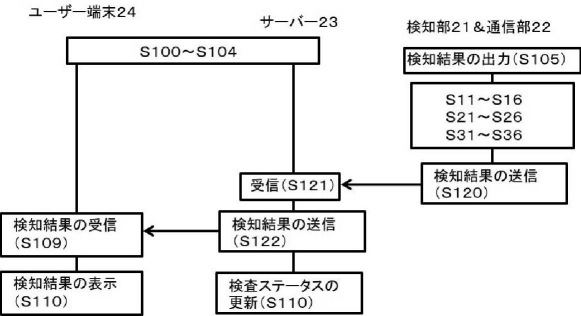 ユーザー端末24
サーバー23
検知部21＆通信部22
S100～S104
検知結果の出力(S105)
S11～S16
S21～S26
S31～S36
受信(S121)
検知結果の送信
(S120)
検知結果の受信
(S109)
検知結果の送信
(S122)
検知結果の表示
(S110)
検査ステータスの
更新(S110)